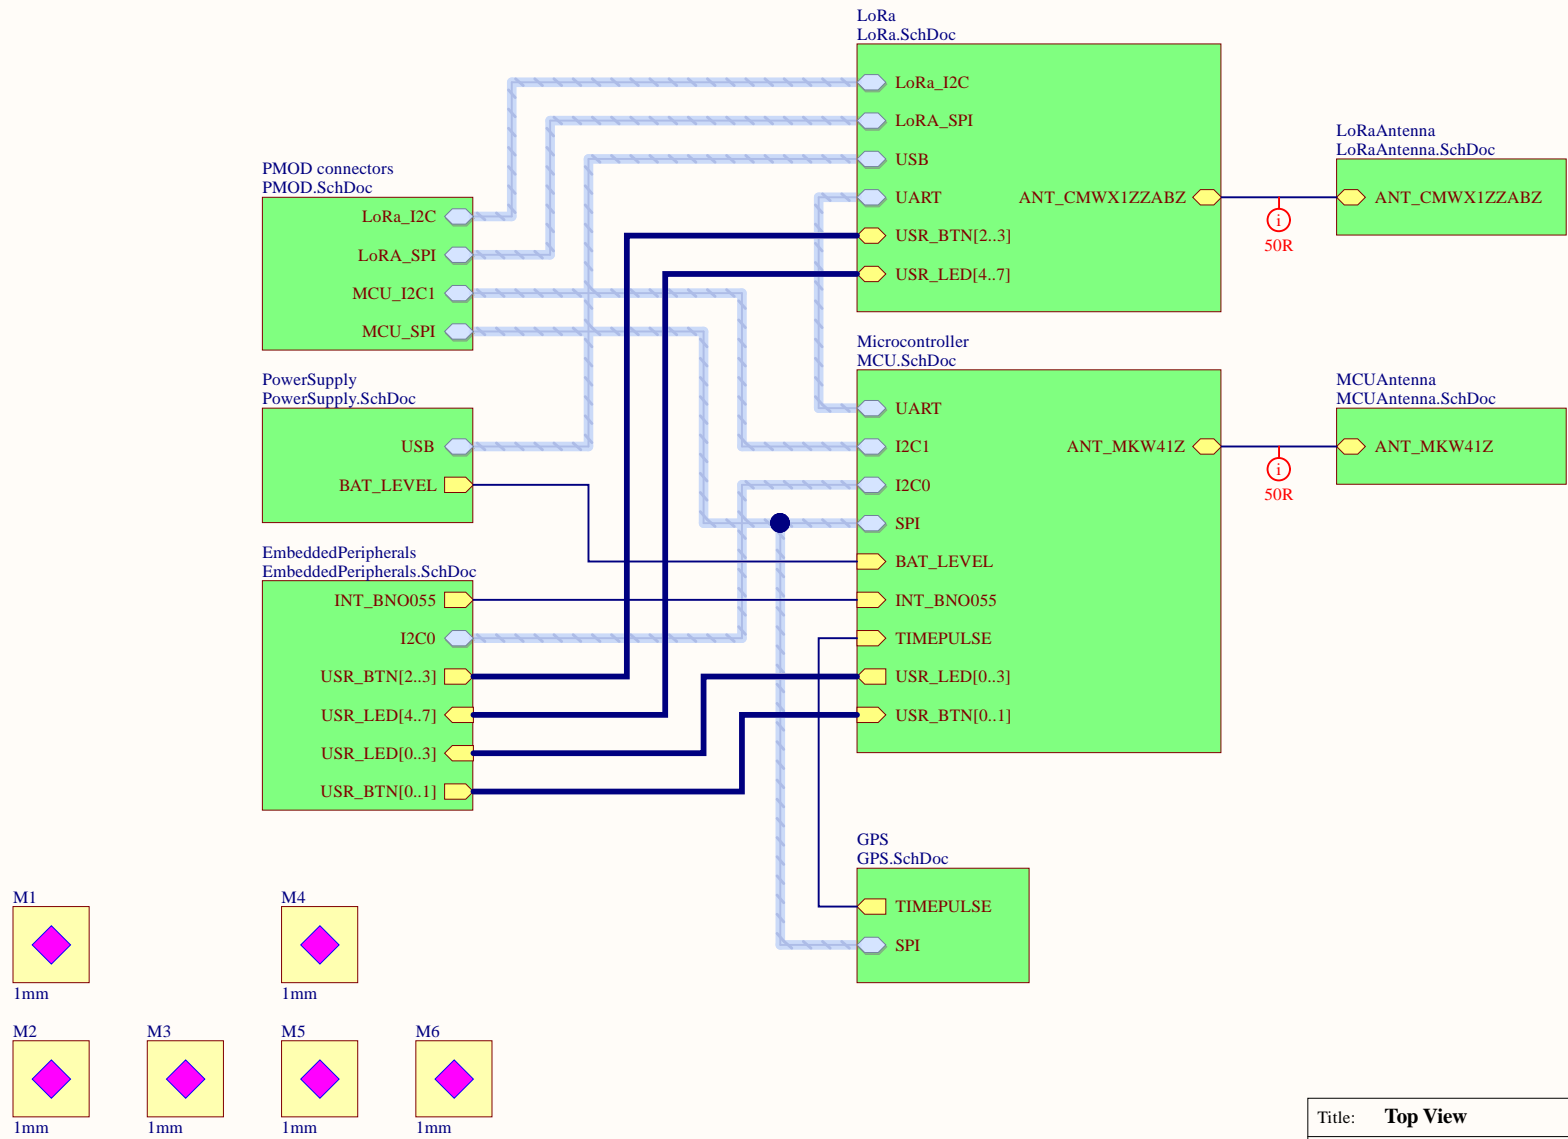 LoRa
LoRa.SchDoc
LoRa_I2C
LoRA_SPI
USB
UART
ANT_CMWX1ZZABZ
USR_BTN[2..3]
USR_LED[4..7]
LoRaAntenna
LoRaAntenna.SchDoc
ANT_CMWX1ZZABZ
i
50R
PMOD connectors
PMOD.SchDoc
LoRa_I2C
LoRA_SPI
MCU_I2C1
MCU_SPI
Microcontroller
MCU.SchDoc
UART
I2C1
ANT_MKW41Z
I2C0
SPI
BAT_LEVEL
INT_BNO055
TIMEPULSE
USR_LED[0..3]
USR_BTN[0..1]
MCUAntenna
MCUAntenna.SchDoc
ANT_MKW41Z
i
50R
PowerSupply
PowerSupply.SchDoc
USB
BAT_LEVEL
EmbeddedPeripherals
EmbeddedPeripherals.SchDoc
INT_BNO055
I2C0
USR_BTN[2..3]
USR_LED[4..7]
USR_LED[0..3]
USR_BTN[0..1]
GPS
GPS.SchDoc
TIMEPULSE
SPI
M1
1mm
M4
1mm
M2
1mm
M3
1mm
M5
1mm
M6
1mm
Title: Top View